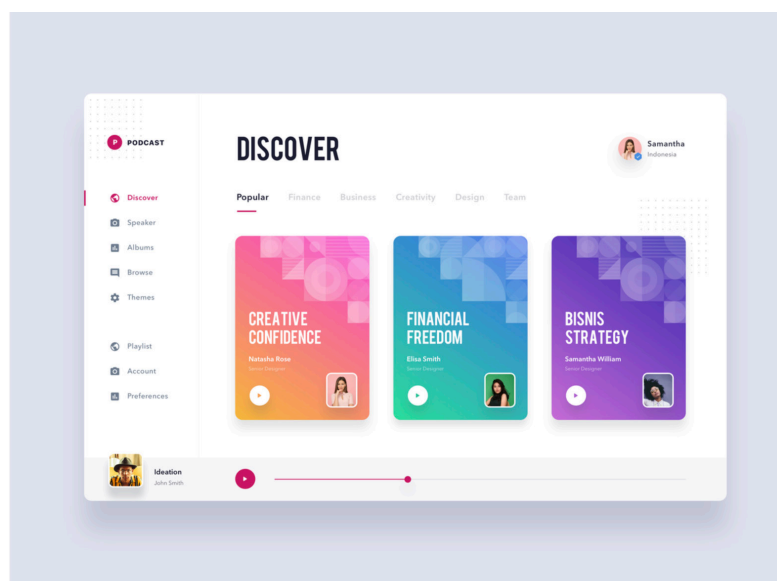 P PODCAST
DISCOVER
Samantha
Indonesia
Discover
Speaker
Albums
Browse
Themes
Playlist
Account
Preferences
Popular Finance Business Creativity Design Team
CREATIVE
CONFIDENCE
Natasha Rose
Senior Designer
FINANCIAL
FREEDOM
Elisa Smith
Senior Designer
BISNIS
STRATEGY
Samantha William
Senior Designer
Ideation
John Smith